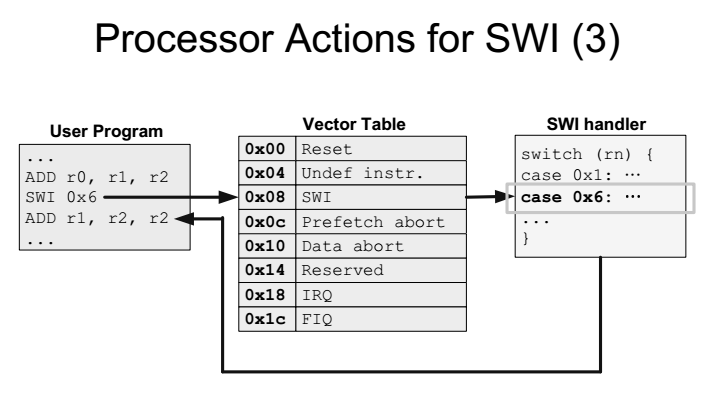 Processor Actions for SWI (3)
User Program
...
ADD r0, r1, r2
SWI 0x6
ADD r1, r2, r2
...
Vector Table
0x00 Reset
0x04 Undef instr.
0x08 SWI
0x0c Prefetch abort
0x10 Data abort
0x14 Reserved
0x18 IRQ
0x1c FIQ
SWI handler
switch (rn) {
case 0x1: …
case 0x6: …
...
}